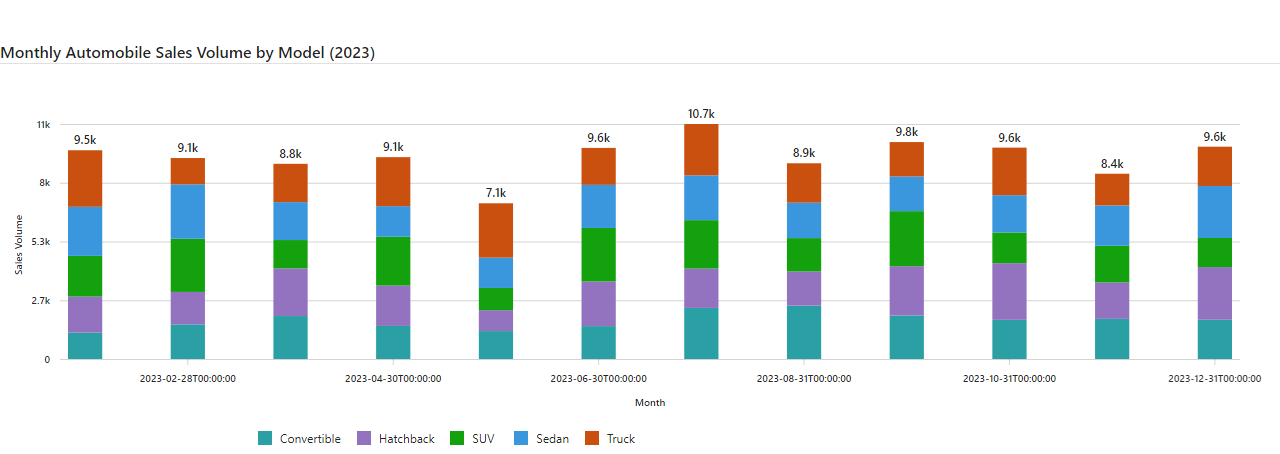 Monthly Automobile Sales Volume by Model (2023)
10.7k
11k
9.5k
9.1k
8.8k
9.1k
7.1k
9.6k
8.9k
9.8k
9.6k
8.4k
9.6k
8k
5.3k
2.7k
0
Sales Volume
2023-02-28T00:00:00
2023-04-30T00:00:00
2023-06-30T00:00:00
2023-08-31T00:00:00
2023-10-31T00:00:00
2023-12-31T00:00:00
Month
Convertible
Hatchback
SUV
Sedan
Truck